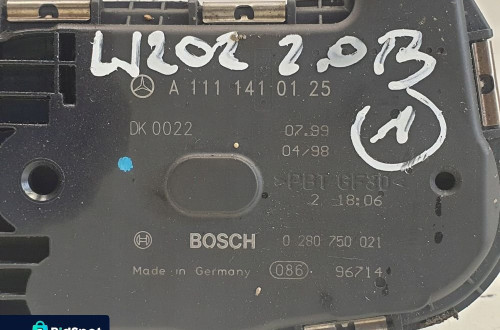 W202 2.0B
A 111 141 01 25
1
DK 0022
07.99
04/98
>PBT GF30<
2 18:06
BOSCH 0 280 750 021
Made in Germany 086 96714
BidSpot